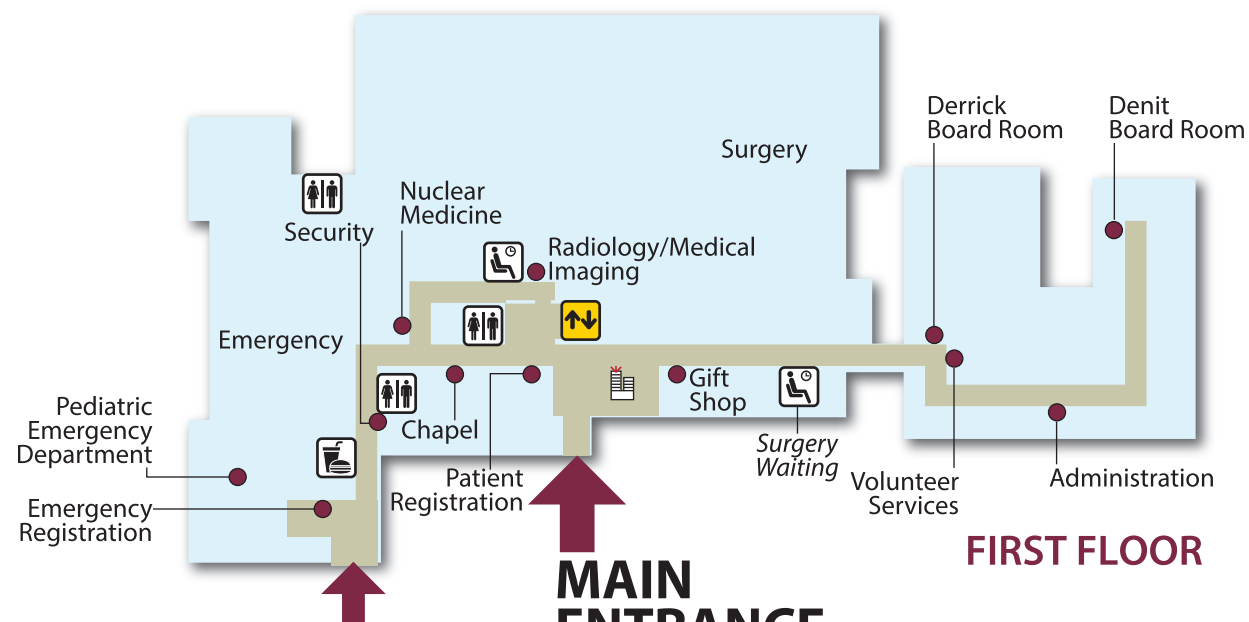 Derrick
Board Room
Denit
Board Room
Surgery
Nuclear
Medicine
Security
Radiology/Medical
Imaging
Emergency
Gift
Shop
Pediatric
Emergency
Department
Chapel
Surgery
Waiting
Patient
Registration
Volunteer
Services
Administration
Emergency
Registration
FIRST FLOOR
MAIN
ENTRANCE